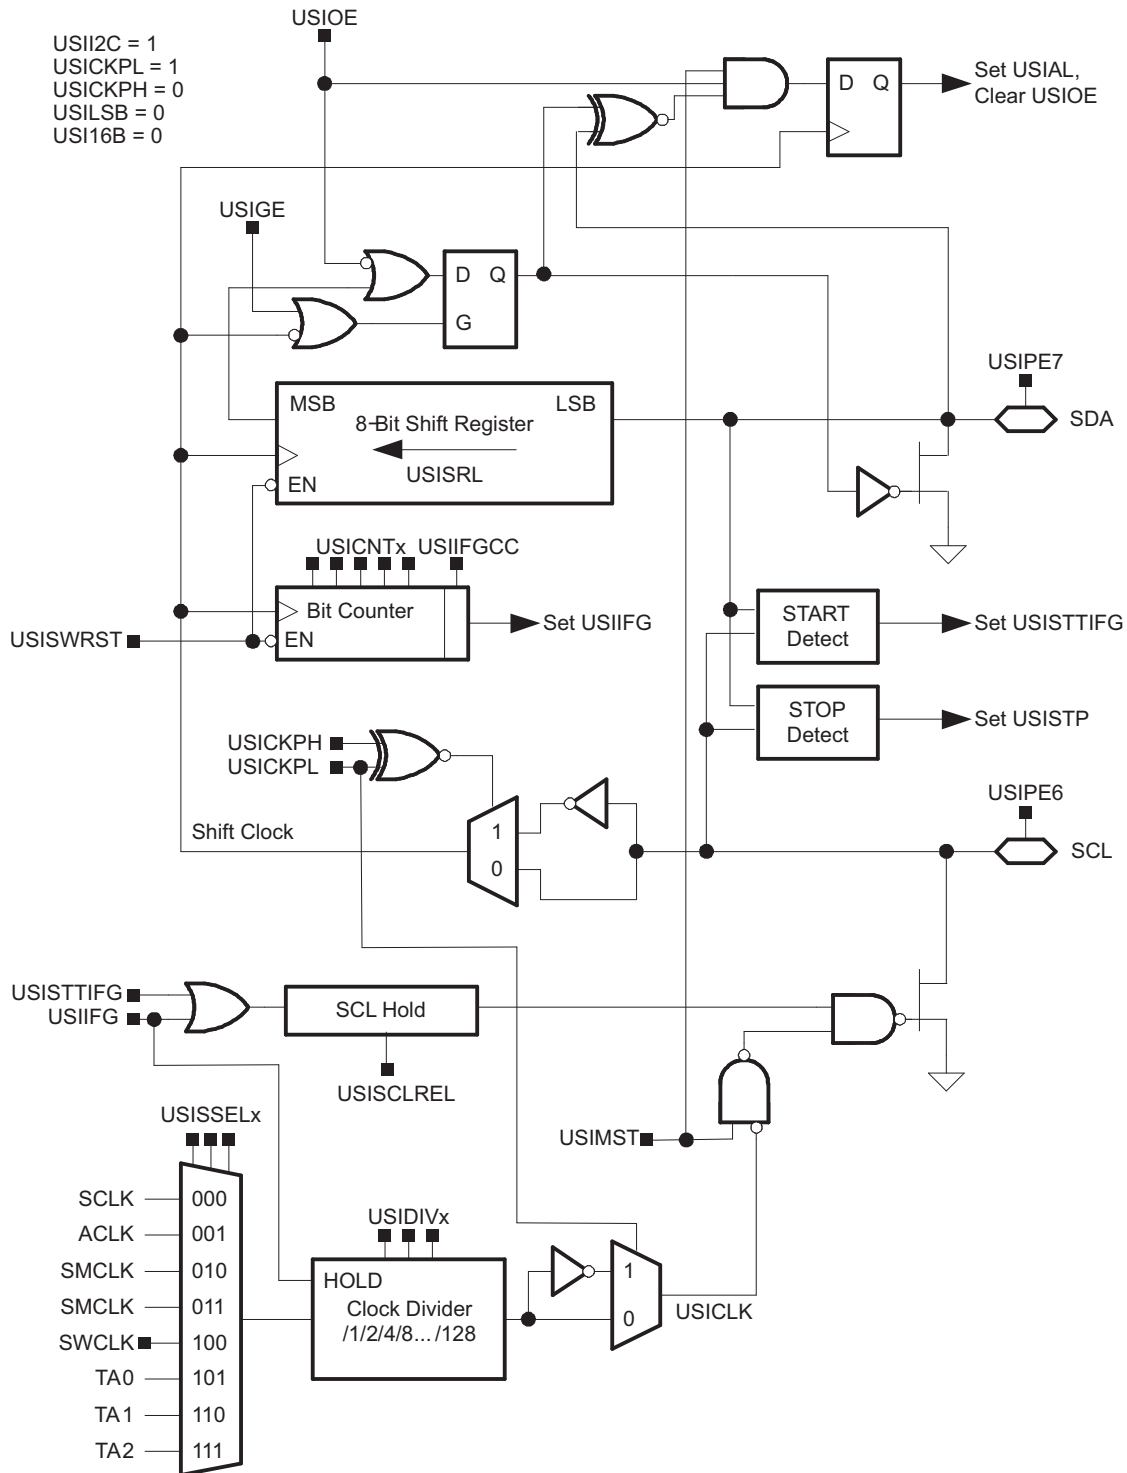 USIOE
USII2C = 1
USICKPL = 1
USICKPH = 0
USILSB = 0
USI16B = 0
D Q
Set USIAL,
Clear USIOE
USIGE
D Q
G
USIPE7
MSB
LSB
8-Bit Shift Register
SDA
USISRL
EN
USICNTx
USIIFGCC
Bit Counter
START
Detect
Set USIIFG
Set USISTTIFG
USISWRST
EN
STOP
Detect
Set USISTP
USICKPH
USICKPL
USIPE6
Shift Clock
1
0
SCL
USISTTIFG
USIIFG
SCL Hold
USISCLREL
USISSELx
USIMST
SCLK
000
ACLK
001
USIDIVx
SMCLK
010
HOLD
1
SMCLK
011
Clock Divider
/1/2/4/8... /128
0
USICLK
SWCLK
100
TA0
101
TA1
110
TA2
111